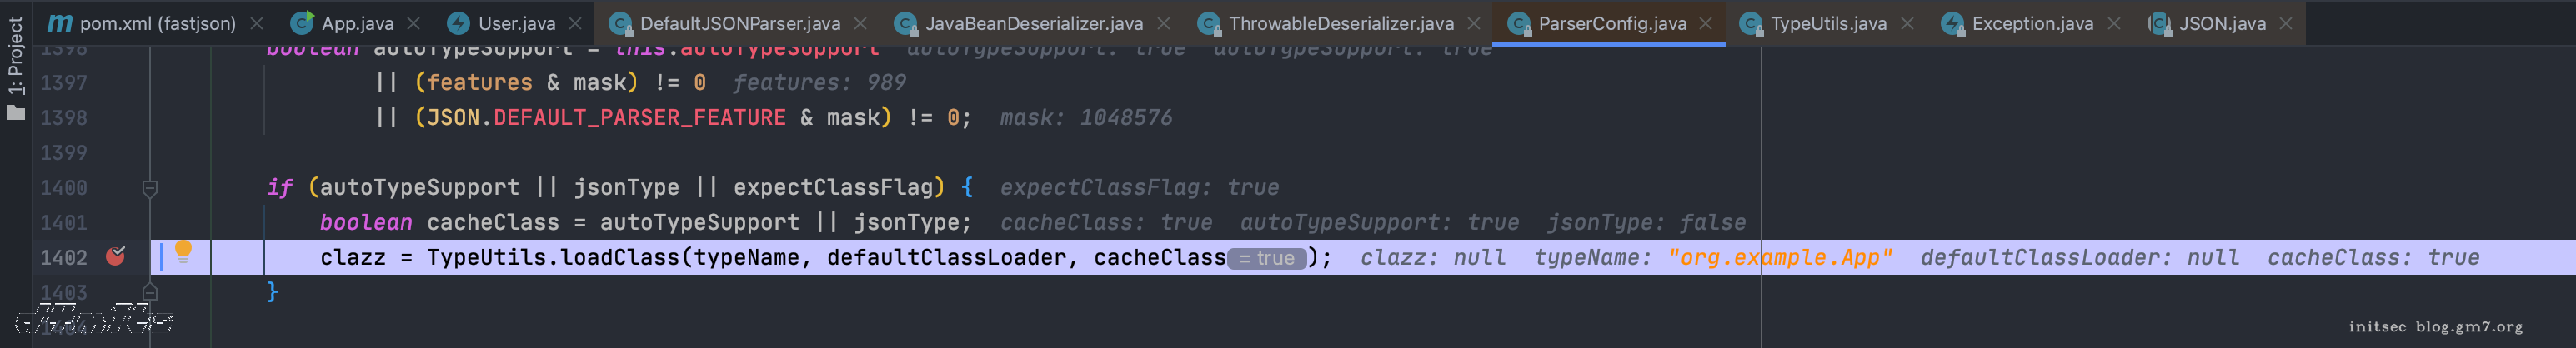 pom.xml (fastjson) App.java User.java DefaultJSONParser.java JavaBeanDeserializer.java ThrowableDeserializer.java ParserConfig.java TypeUtils.java Exception.java JSON.java
1: Project
1396 boolean autoTypeSupport = this.autoTypeSupport autoTypeSupport: true autoTypeSupport: true
1397 || (features & mask) != 0 features: 989
1398 || (JSON.DEFAULT_PARSER_FEATURE & mask) != 0; mask: 1048576
1399
1400 if (autoTypeSupport || jsonType || expectClassFlag) { expectClassFlag: true
1401 boolean cacheClass = autoTypeSupport || jsonType; cacheClass: true autoTypeSupport: true jsonType: false
1402 clazz = TypeUtils.loadClass(typeName, defaultClassLoader, cacheClass = true ); clazz: null typeName: "org.example.App" defaultClassLoader: null cacheClass: true
1403 }
1404
initsec blog.gm7.org